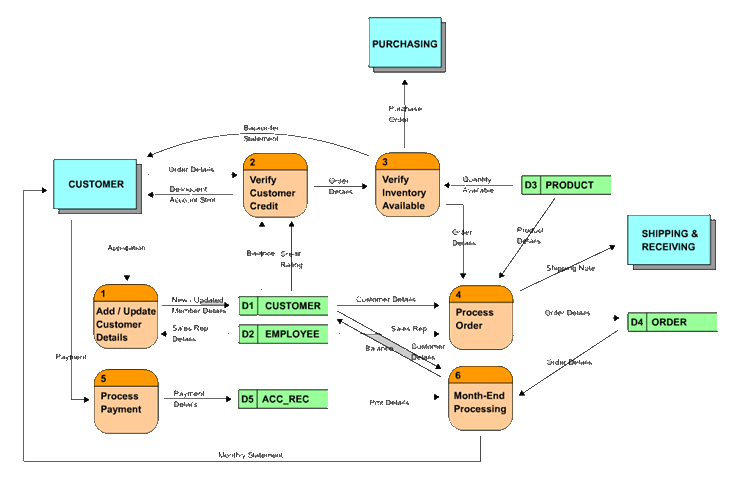 PURCHASING
Purchase
Order
Backorder
Statement
CUSTOMER
Order Details
Delinquent
Account Sent
2
Verify
Customer
Credit
Order
Details
3
Verify
Inventory
Available
Quantity
Available
D3 PRODUCT
SHIPPING &
RECEIVING
Order
Details
Product
Details
Shipping Note
Balance
Rating
1
Add / Update
Customer
Details
New / Updated
Member Details
D1 CUSTOMER
Customer Details
4
Process
Order
Order Details
D4 ORDER
Sales Rep
Details
D2 EMPLOYEE
Sales Rep
Balance
Customer
Details
Order Details
Payment
5
Process
Payment
Payment
Details
D5 ACC_REC
Details
6
Month-End
Processing
Monthly Statement